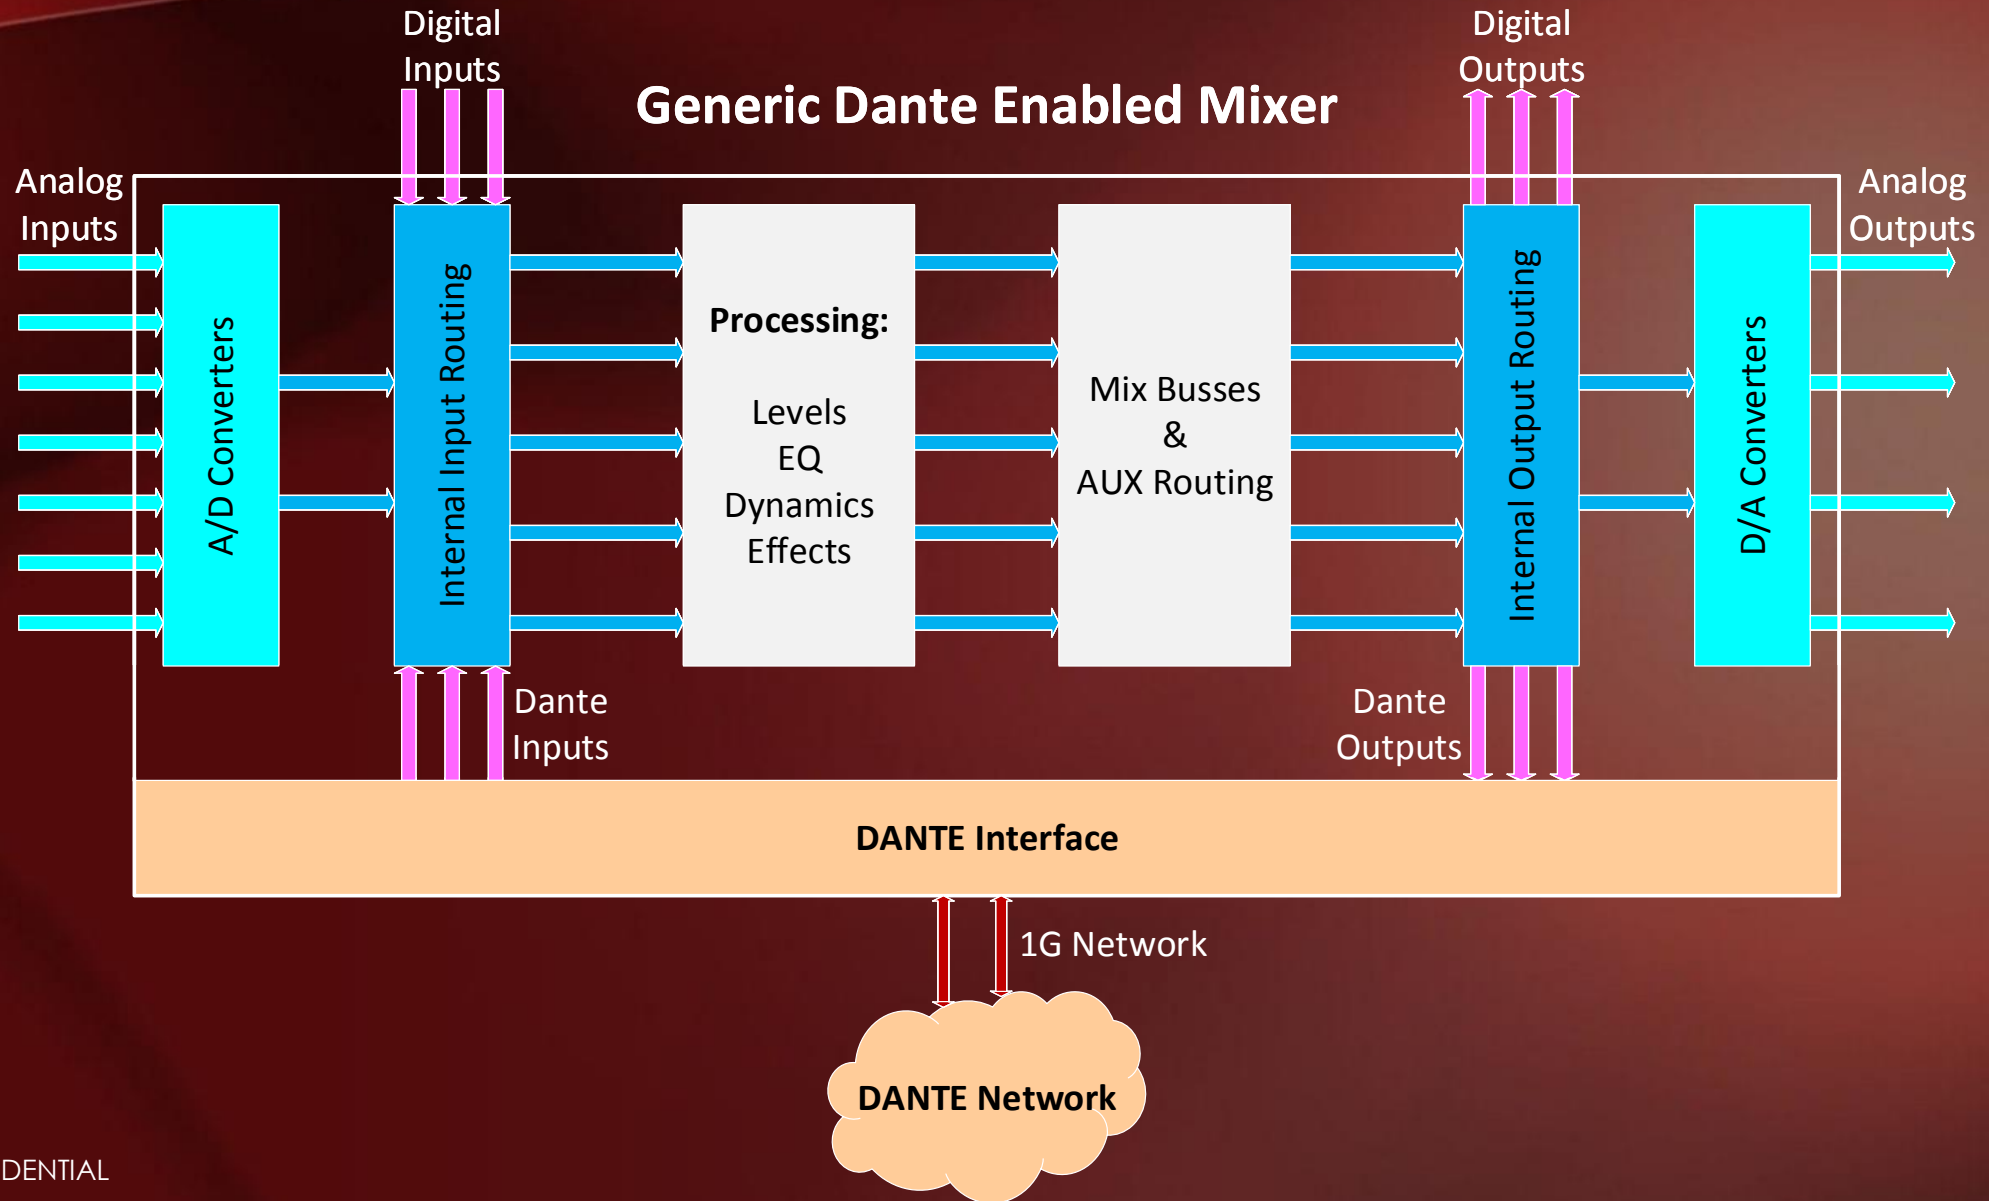 Digital
Inputs
Digital
Outputs
Generic Dante Enabled Mixer
Analog
Inputs
Analog
Outputs
A/D Converters
Internal Input Routing
Processing:
Levels
EQ
Dynamics
Effects
Mix Busses
&
AUX Routing
Internal Output Routing
D/A Converters
Dante
Inputs
Dante
Outputs
DANTE Interface
1G Network
DANTE Network
DENTIAL